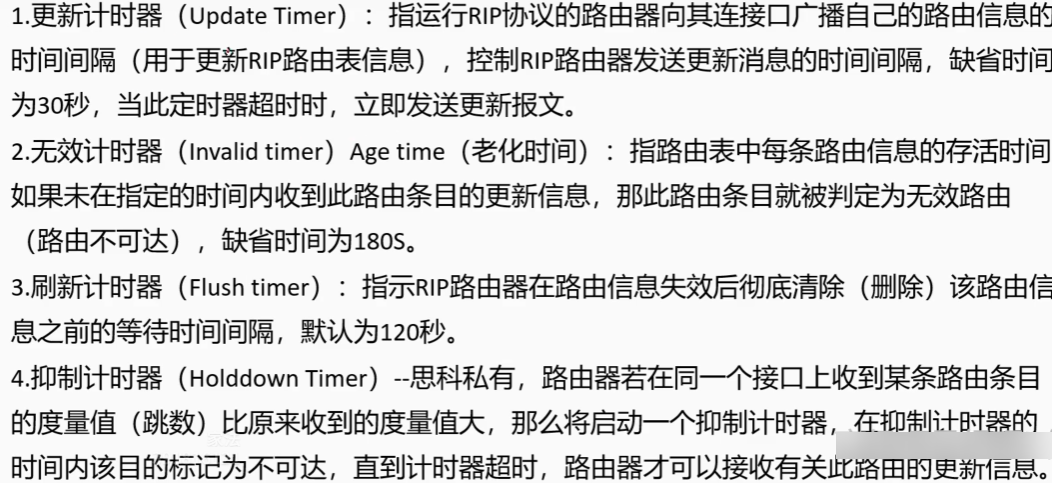 1.更新计时器（Update Timer）：指运行RIP协议的路由器向其连接口广播自己的路由信息的
时间间隔（用于更新RIP路由表信息），控制RIP路由器发送更新消息的时间间隔，缺省时间
为30秒，当此定时器超时时，立即发送更新报文。
2.无效计时器（Invalid timer）Age time（老化时间）：指路由表中每条路由信息的存活时间
如果未在指定的时间内收到此路由条目的更新信息，那此路由条目就被判定为无效路由
（路由不可达），缺省时间为180S。
3.刷新计时器（Flush timer）：指示RIP路由器在路由信息失效后彻底清除（删除）该路由信
息之前的等待时间间隔，默认为120秒。
4.抑制计时器（Holddown Timer）--思科私有，路由器若在同一个接口上收到某条路由条目
的度量值（跳数）比原来收到的度量值大，那么将启动一个抑制计时器，在抑制计时器的
时间内该目的标记为不可达，直到计时器超时，路由器才可以接收有关此路由的更新信息。